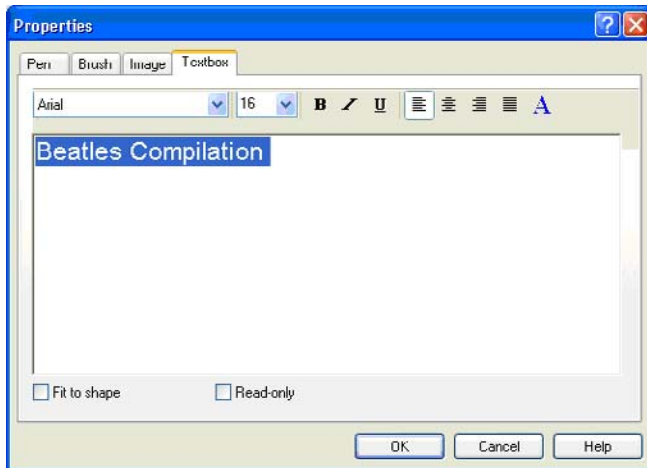 Properties
Pen Brush Image Textbox
Arial 16 B I U A
Beatles Compilation
Fit to shape Read-only
OK Cancel Help